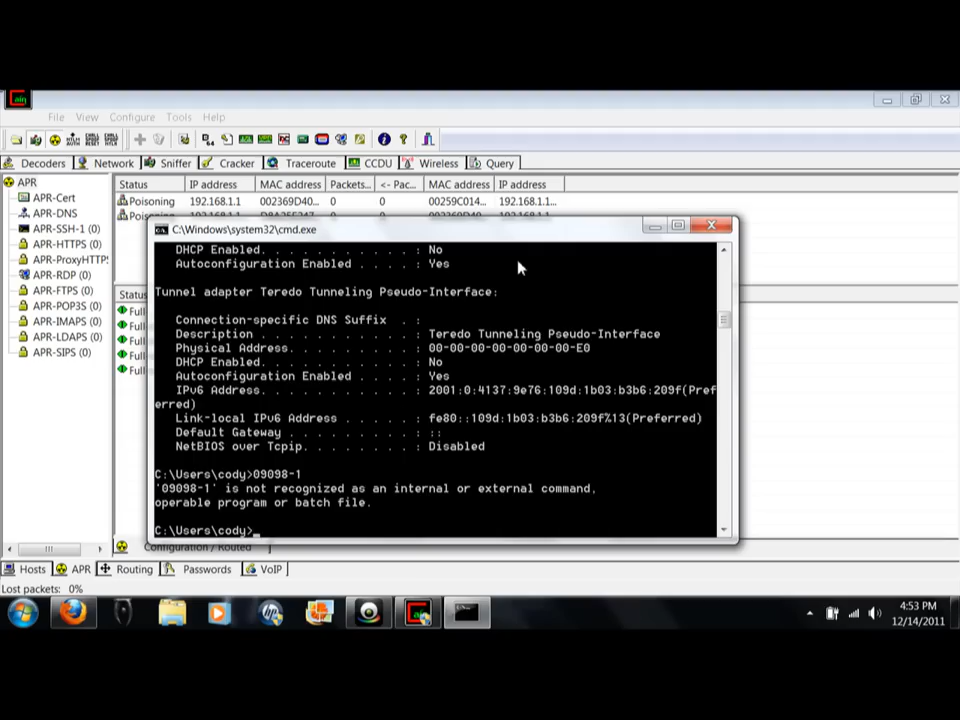 Cain
File View Configure Tools Help
Decoders Network Sniffer Cracker Traceroute CCDU Wireless Query
APR
APR-Cert
APR-DNS
APR-SSH-1 (0)
APR-HTTPS (0)
APR-ProxyHTTPS
APR-RDP (0)
APR-FTPS (0)
APR-POP3S (0)
APR-IMAPS (0)
APR-LDAPS (0)
APR-SIPS (0)
Status IP address MAC address Packets... <- Pac... MAC address IP address
Poisoning 192.168.1.1 002369D40... 0 0 00259C014... 192.168.1.1...
Status
Full
Full
Full
Full
Full
C:\Windows\system32\cmd.exe
DHCP Enabled. . . . . . . . . . . : No
Autoconfiguration Enabled . . . . : Yes
Tunnel adapter Teredo Tunneling Pseudo-Interface:
Connection-specific DNS Suffix  . :
Description . . . . . . . . . . . : Teredo Tunneling Pseudo-Interface
Physical Address. . . . . . . . . : 00-00-00-00-00-00-00-E0
DHCP Enabled. . . . . . . . . . . : No
Autoconfiguration Enabled . . . . : Yes
IPv6 Address. . . . . . . . . . . : 2001:0:4137:9e76:109d:1b03:b3b6:209f(Pref
erred)
Link-local IPv6 Address . . . . . : fe80::109d:1b03:b3b6:209f%13(Preferred)
Default Gateway . . . . . . . . . : ::
NetBIOS over Tcpip. . . . . . . . : Disabled
C:\Users\cody>09098-1
'09098-1' is not recognized as an internal or external command,
operable program or batch file.
C:\Users\cody>_
Configuration / Routed
Hosts APR Routing Passwords VoIP
Lost packets: 0%
4:53 PM
12/14/2011